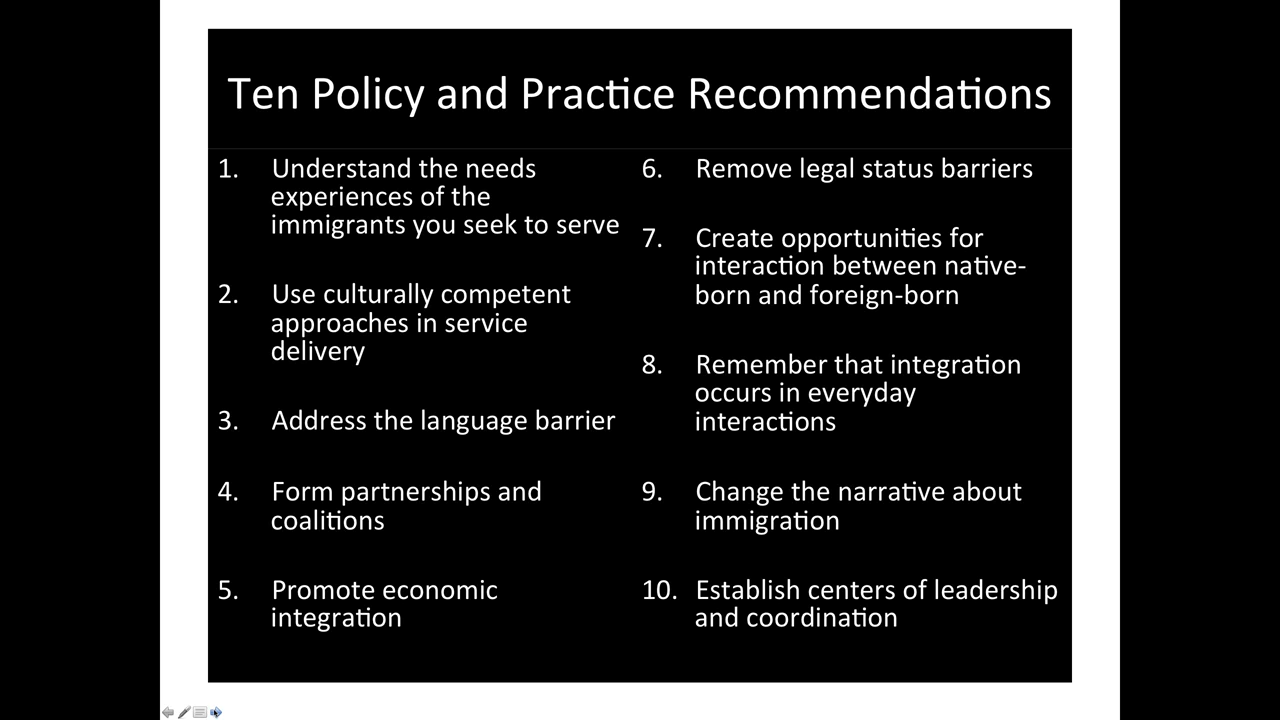 Ten Policy and Practice Recommendations
1. Understand the needs
experiences of the
immigrants you seek to serve
2. Use culturally competent
approaches in service
delivery
3. Address the language barrier
4. Form partnerships and
coalitions
5. Promote economic
integration
6. Remove legal status barriers
7. Create opportunities for
interaction between native-
born and foreign-born
8. Remember that integration
occurs in everyday
interactions
9. Change the narrative about
immigration
10. Establish centers of leadership
and coordination